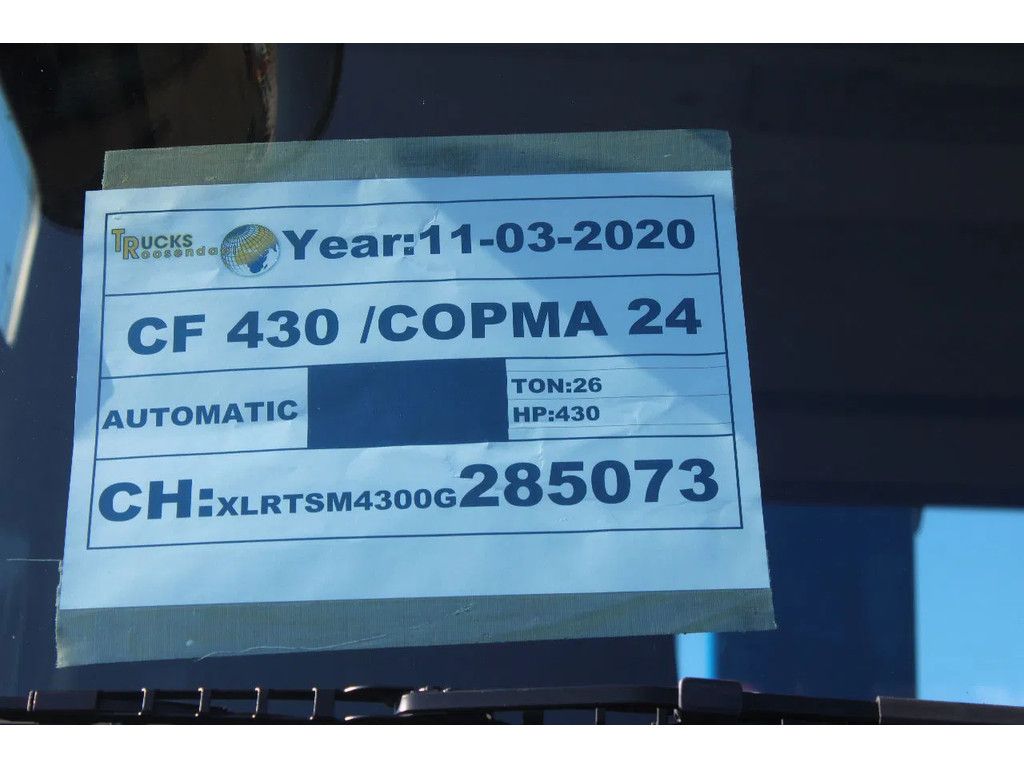 TRUCKS
Roosendaal
Year:11-03-2020
CF 430 /COPMA 24
AUTOMATIC
TON:26
HP:430
CH:XLRTSM4300G285073